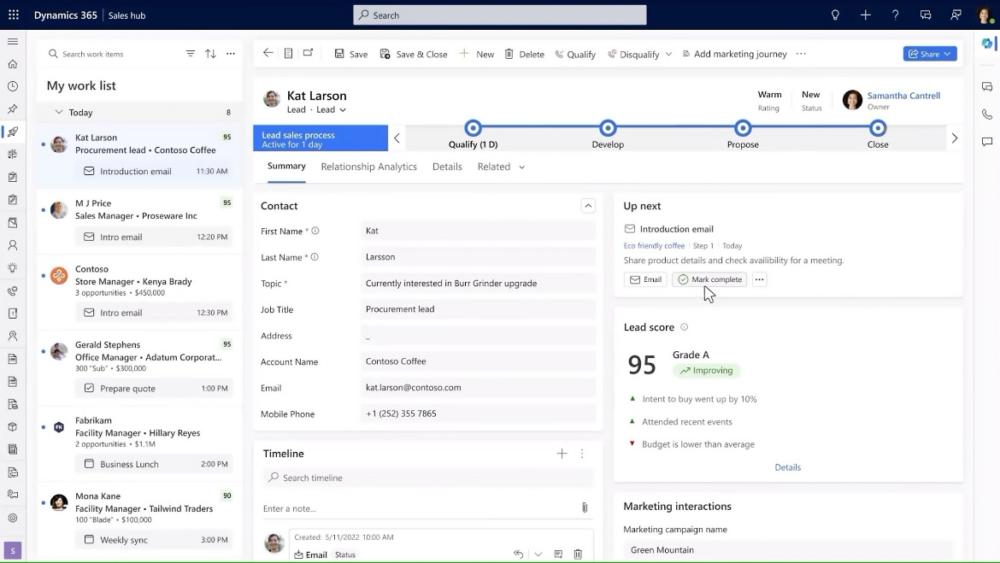 Dynamics 365 Sales hub
Search
Search work items
My work list
Today 8
Kat Larson 95
Procurement lead • Contoso Coffee
Introduction email 11:30 AM
M J Price 95
Sales Manager • Proseware Inc
Intro email 12:20 PM
Contoso
Store Manager • Kenya Brady
3 opportunities • $450,000
Intro email 12:30 PM
Gerald Stephens 95
Office Manager • Adatum Corporat...
300 "Sub" • $300,000
Prepare quote 1:00 PM
FK
Fabrikam
Facility Manager • Hillary Reyes
2 opportunities • $1.1M
Business Lunch 2:00 PM
Mona Kane 90
Facility Manager • Tailwind Traders
100 "Blade" • $100,000
Weekly sync 3:00 PM
S
Save Save & Close New Delete Qualify Disqualify Add marketing journey Share
Kat Larson
Lead · Lead
Warm
Rating
New
Status
Samantha Cantrell
Owner
Lead sales process
Active for 1 day
Qualify (1 D) Develop Propose Close
Summary Relationship Analytics Details Related
Contact
First Name * Kat
Last Name * Larsson
Topic * Currently interested in Burr Grinder upgrade
Job Title Procurement lead
Address _
Account Name Contoso Coffee
Email kat.larson@contoso.com
Mobile Phone +1 (252) 355 7865
Timeline
Search timeline
Enter a note...
Created: 5/11/2022 10:00 AM
Email Status
Up next
Introduction email
Eco friendly coffee Step 1 Today
Share product details and check availibility for a meeting.
Email Mark complete
Lead score
95
Grade A
Improving
Intent to buy went up by 10%
Attended recent events
Budget is lower than average
Details
Marketing interactions
Marketing campaign name
Green Mountain